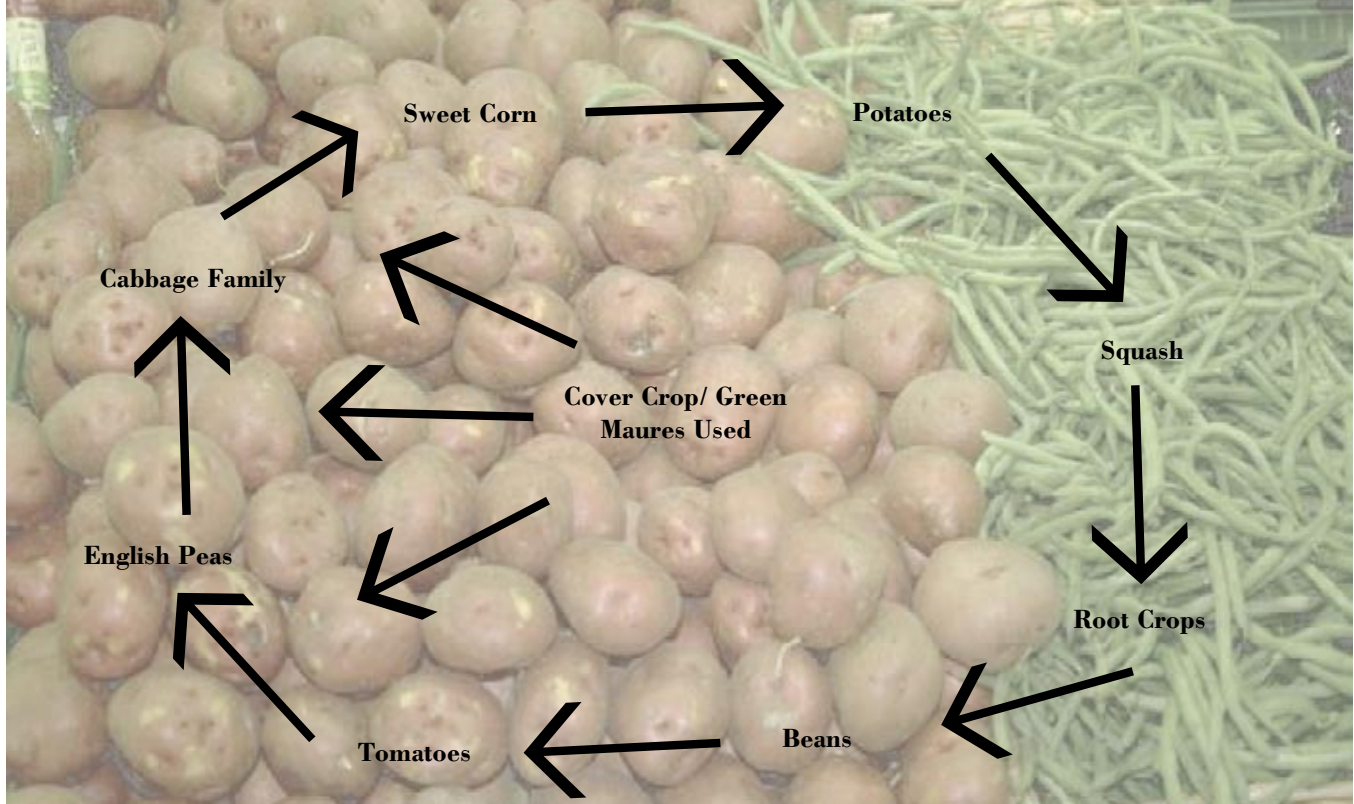 Sweet Corn
Potatoes
Cabbage Family
Squash
Cover Crop/ Green
Maures Used
English Peas
Root Crops
Beans
Tomatoes